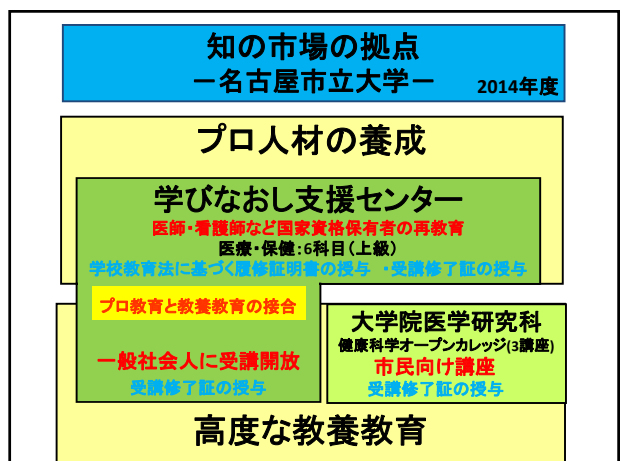 知の市場の拠点
－名古屋市立大学－
2014年度
プロ人材の養成
学びなおし支援センター
医師・看護師など国家資格保有者の再教育
医療・保健：6科目（上級）
学校教育法に基づく履修証明書の授与 ・受講修了証の授与
プロ教育と教養教育の接合
一般社会人に受講開放
受講修了証の授与
大学院医学研究科
健康科学オープンカレッジ(3講座)
市民向け講座
受講修了証の授与
高度な教養教育